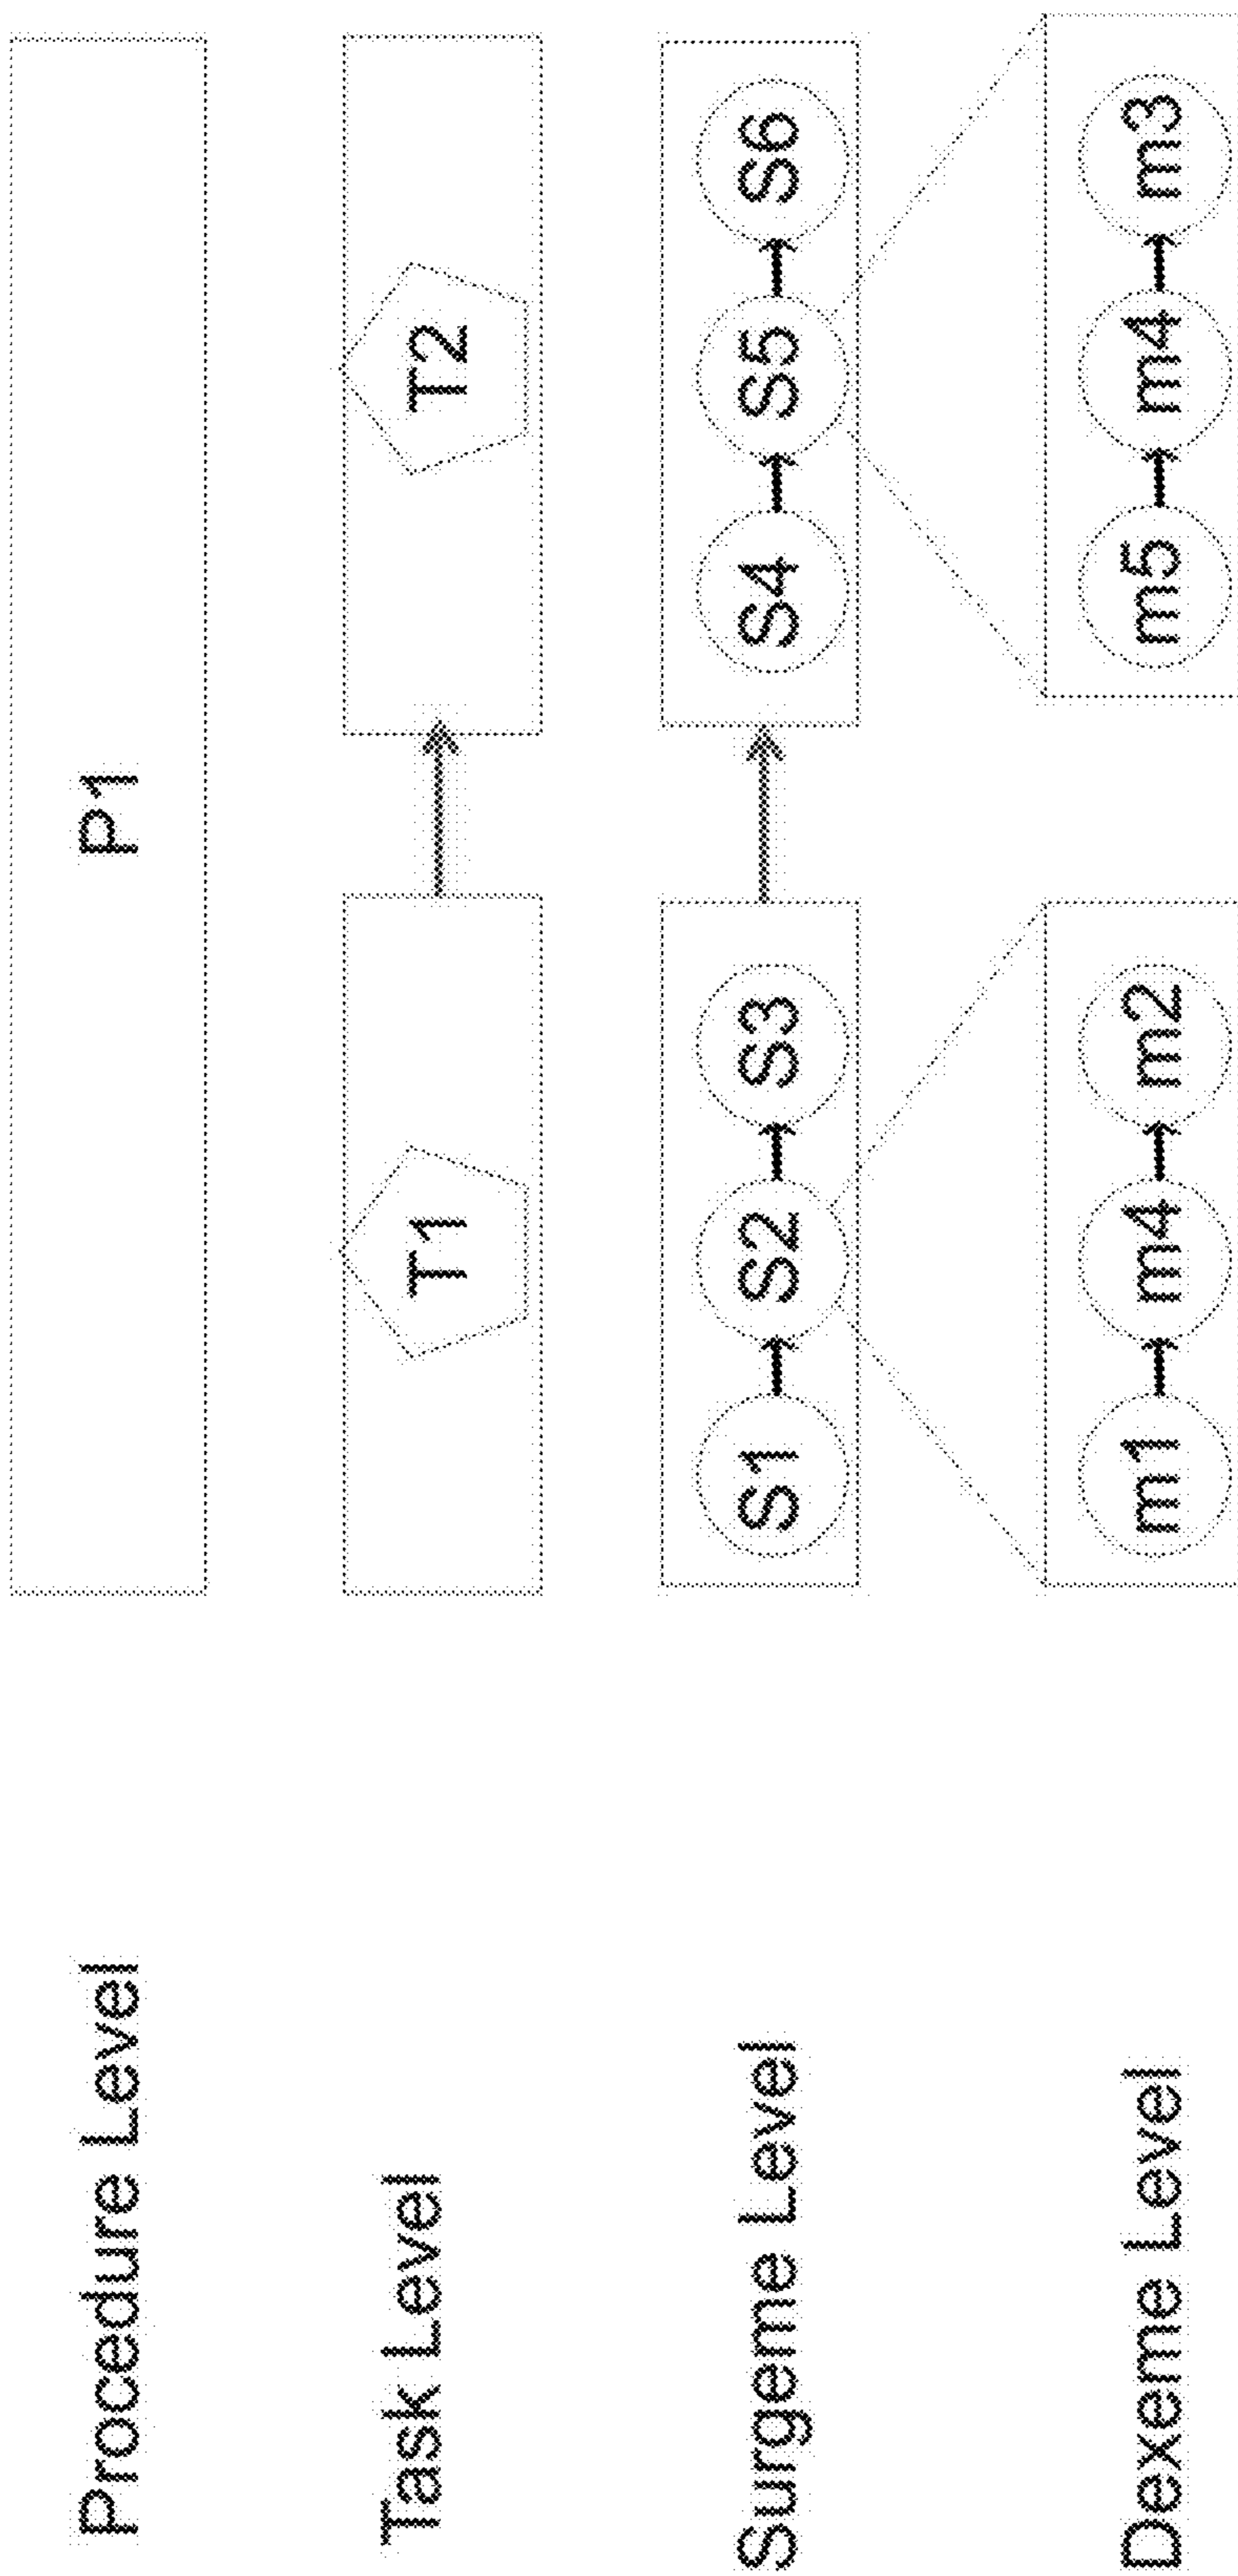 Procedure Level P1
Task Level T1 T2
Surgeme Level S1 S2 S3 S4 S5 S6
Dexeme Level m1 m4 m2 m5 m4 m3